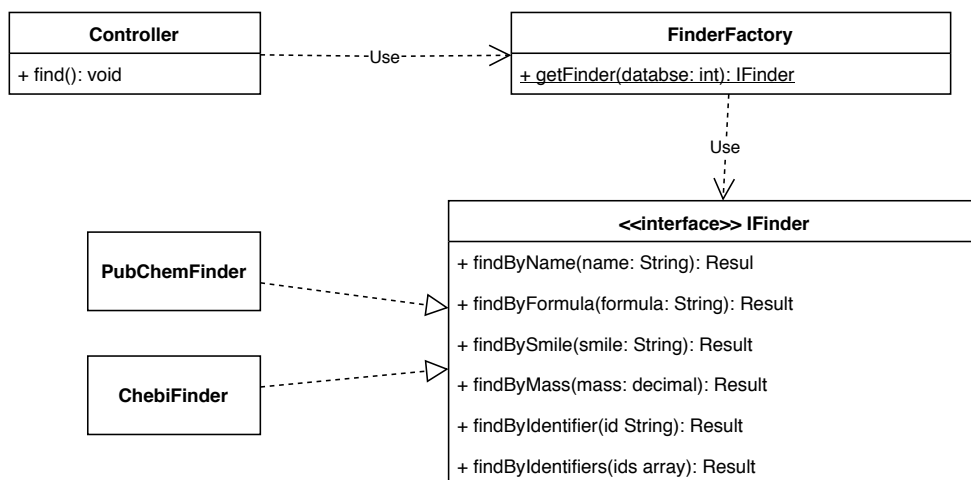 Controller
+ find(): void
Use
FinderFactory
+ getFinder(databse: int): IFinder
Use
<<interface>> IFinder
+ findByName(name: String): Resul
+ findByFormula(formula: String): Result
+ findBySmile(smile: String): Result
+ findByMass(mass: decimal): Result
+ findByIdentifier(id String): Result
+ findByIdentifiers(ids array): Result
PubChemFinder
ChebiFinder